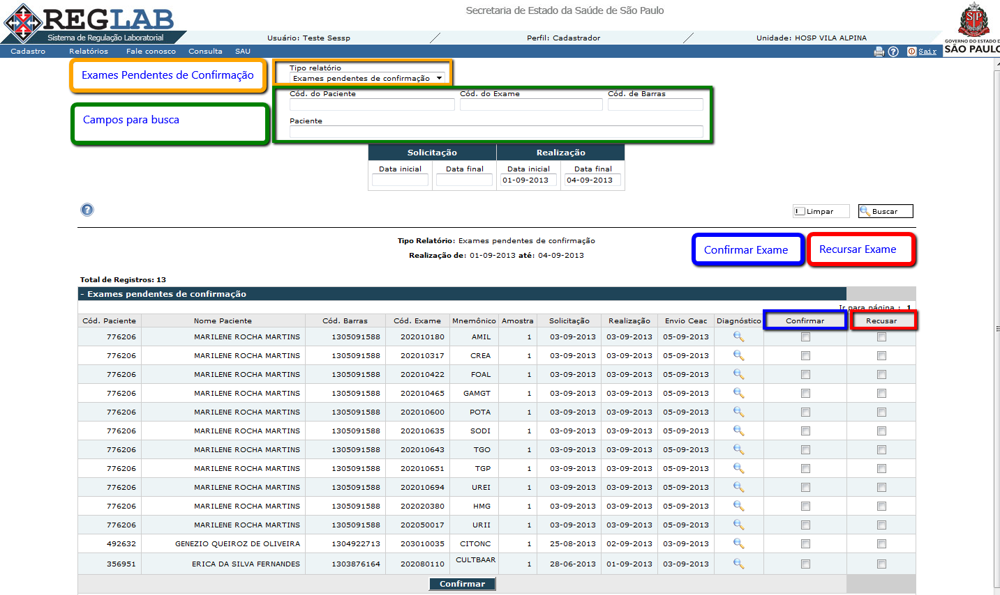 REGLAB
Sistema de Regulação Laboratorial
Secretaria de Estado da Saúde de São Paulo
Usuário: Teste Sessp Perfil: Cadastrador Unidade: HOSP VILA ALPINA
SP
GOVERNO DO ESTADO D
SÃO PAULO
Cadastro Relatórios Fale conosco Consulta SAU Sair
Exames Pendentes de Confirmação
Tipo relatório
Exames pendentes de confirmação
Campos para busca
Cód. do Paciente Cód. do Exame Cód. de Barras
Paciente
Solicitação Realização
Data inicial Data final Data inicial Data final
01-09-2013 04-09-2013
Limpar Buscar
Tipo Relatório: Exames pendentes de confirmação
Realização de: 01-09-2013 até: 04-09-2013
Confirmar Exame Recursar Exame
Total de Registros: 13
- Exames pendentes de confirmação
Ir para página : 1
Cód. Paciente Nome Paciente Cód. Barras Cód. Exame Mnemônico Amostra Solicitação Realização Envio Ceac Diagnóstico Confirmar Recusar
776206 MARILENE ROCHA MARTINS 1305091588 202010180 AMIL 1 03-09-2013 03-09-2013 05-09-2013
776206 MARILENE ROCHA MARTINS 1305091588 202010317 CREA 1 03-09-2013 03-09-2013 05-09-2013
776206 MARILENE ROCHA MARTINS 1305091588 202010422 FOAL 1 03-09-2013 03-09-2013 05-09-2013
776206 MARILENE ROCHA MARTINS 1305091588 202010465 GAMGT 1 03-09-2013 03-09-2013 05-09-2013
776206 MARILENE ROCHA MARTINS 1305091588 202010600 POTA 1 03-09-2013 03-09-2013 05-09-2013
776206 MARILENE ROCHA MARTINS 1305091588 202010635 SODI 1 03-09-2013 03-09-2013 05-09-2013
776206 MARILENE ROCHA MARTINS 1305091588 202010643 TGO 1 03-09-2013 03-09-2013 05-09-2013
776206 MARILENE ROCHA MARTINS 1305091588 202010651 TGP 1 03-09-2013 03-09-2013 05-09-2013
776206 MARILENE ROCHA MARTINS 1305091588 202010694 UREI 1 03-09-2013 03-09-2013 05-09-2013
776206 MARILENE ROCHA MARTINS 1305091588 202020380 HMG 1 03-09-2013 03-09-2013 05-09-2013
776206 MARILENE ROCHA MARTINS 1305091588 202050017 URII 1 03-09-2013 03-09-2013 05-09-2013
492632 GENEZIO QUEIROZ DE OLIVEIRA 1304922713 203010035 CITONC 1 25-08-2013 02-09-2013 03-09-2013
356951 ERICA DA SILVA FERNANDES 1303876164 202080110 CULTBAAR 1 28-06-2013 01-09-2013 03-09-2013
Confirmar